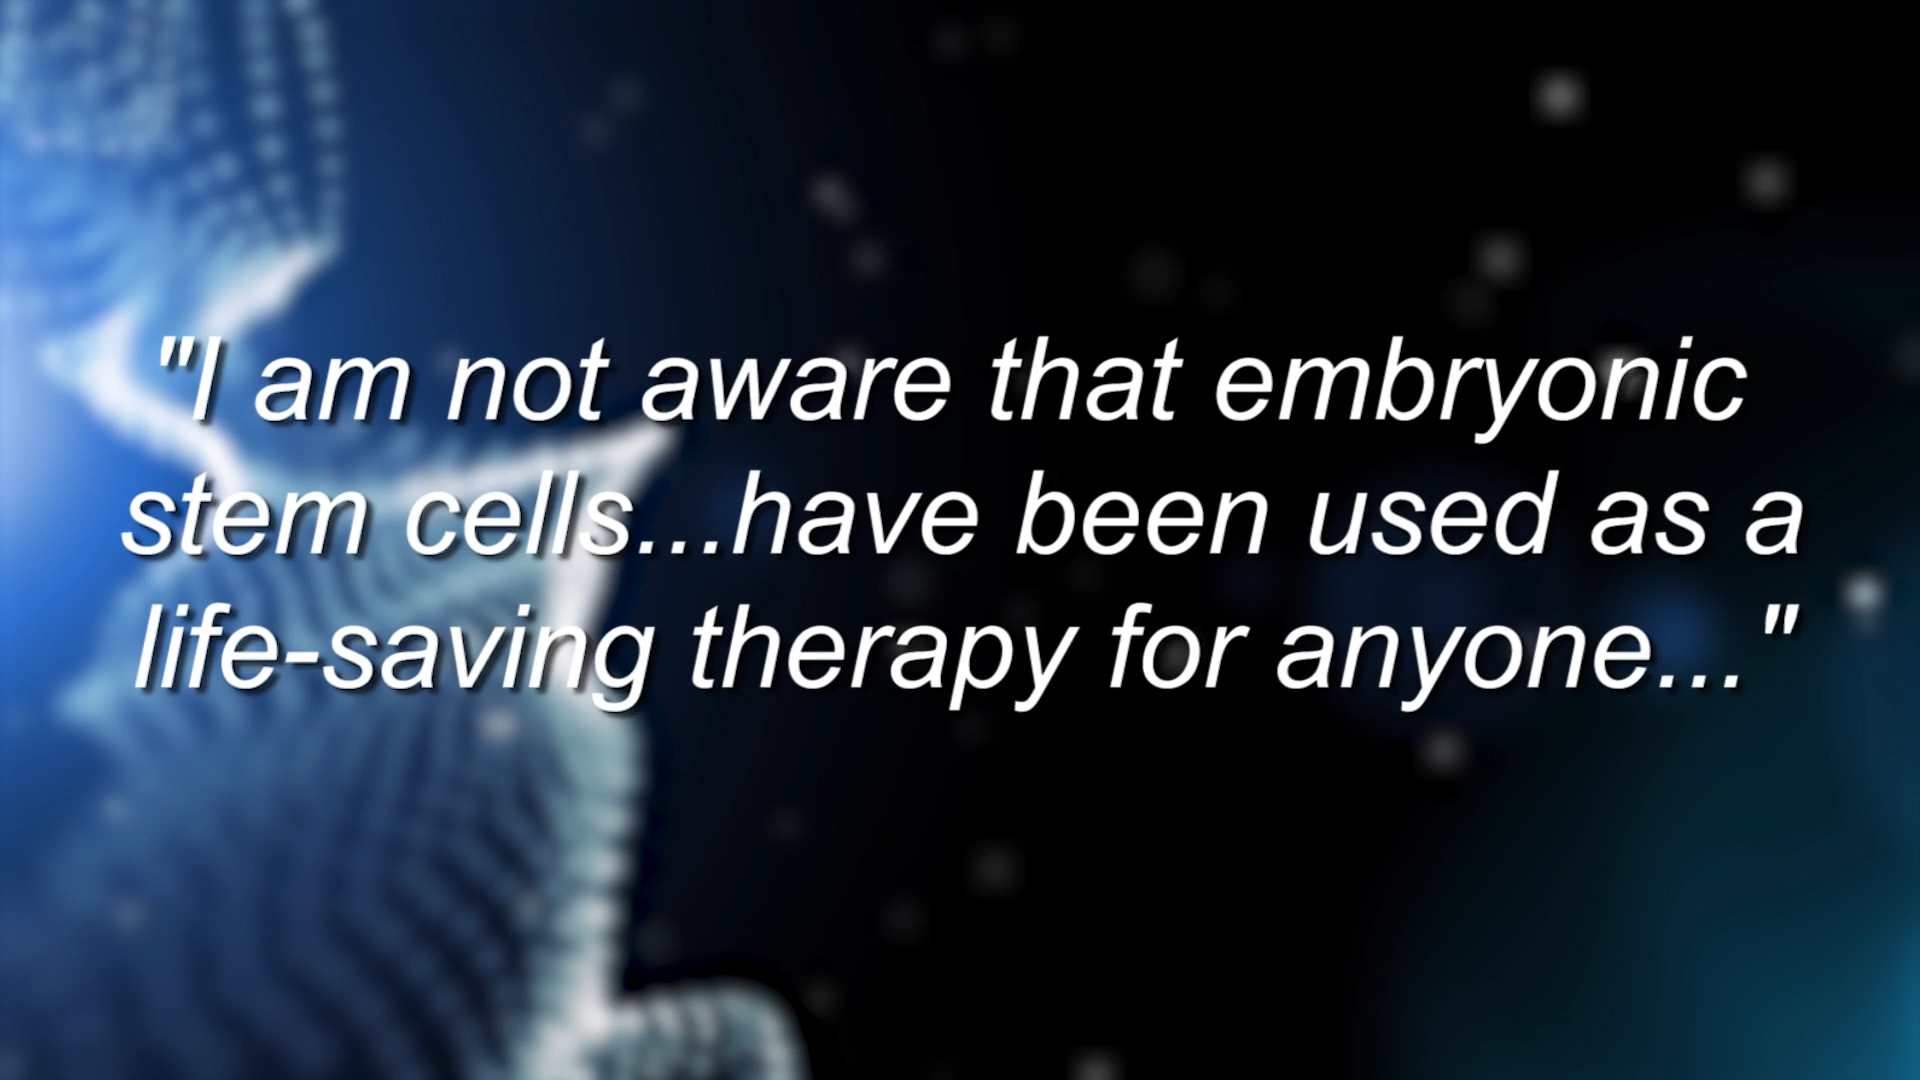 "I am not aware that embryonic
stem cells...have been used as a
life-saving therapy for anyone..."